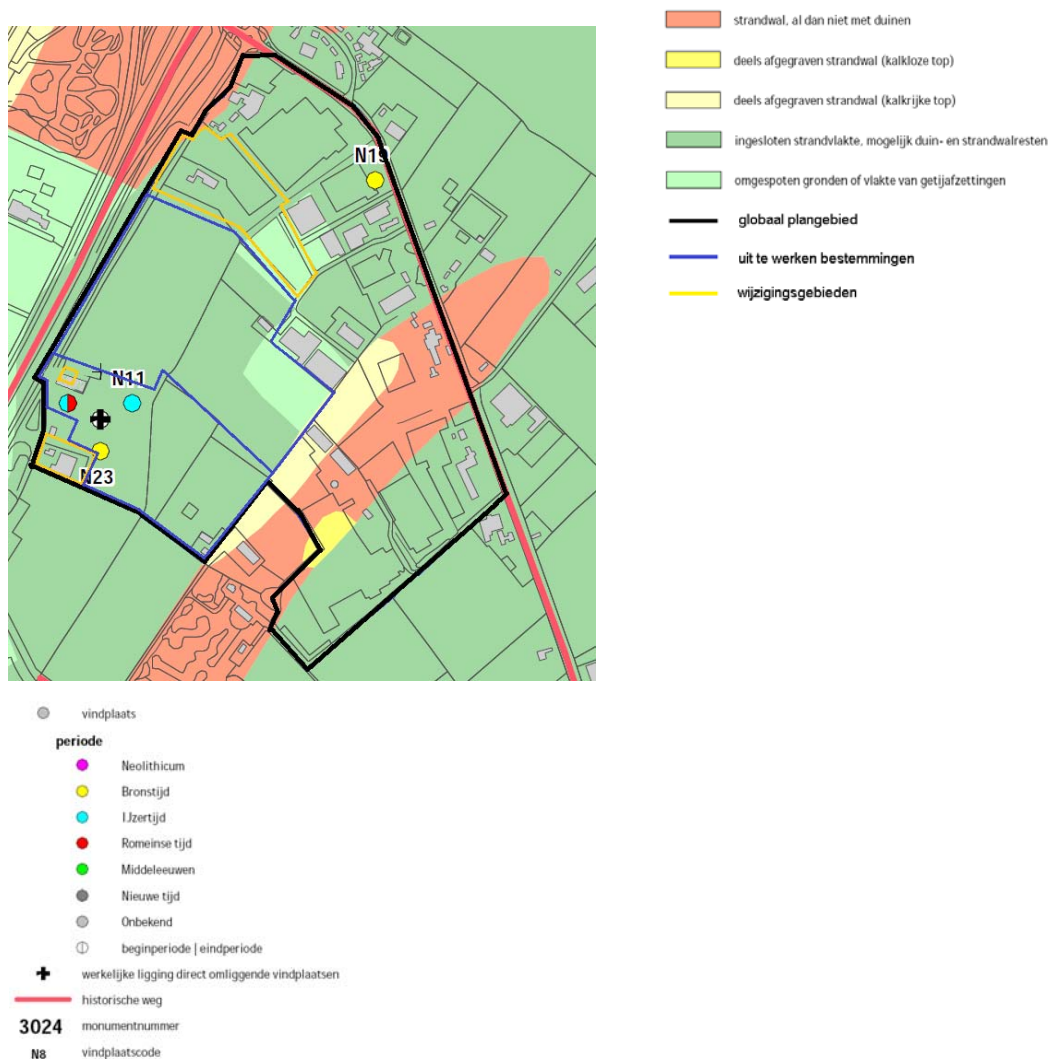 strandwal, al dan niet met duinen
deels afgegraven strandwal (kalkloze top)
deels afgegraven strandwal (kalkrijke top)
ingesloten strandvlakte, mogelijk duin- en strandwalresten
omgespoten gronden of vlakte van getijafzettingen
globaal plangebied
uit te werken bestemmingen
wijzigingsgebieden
N19
N11
N23
vindplaats
periode
Neolithicum
Bronstijd
IJzertijd
Romeinse tijd
Middeleeuwen
Nieuwe tijd
Onbekend
beginperiode | eindperiode
werkelijke ligging direct omliggende vindplaatsen
historische weg
3024 monumentnummer
N8 vindplaatscode